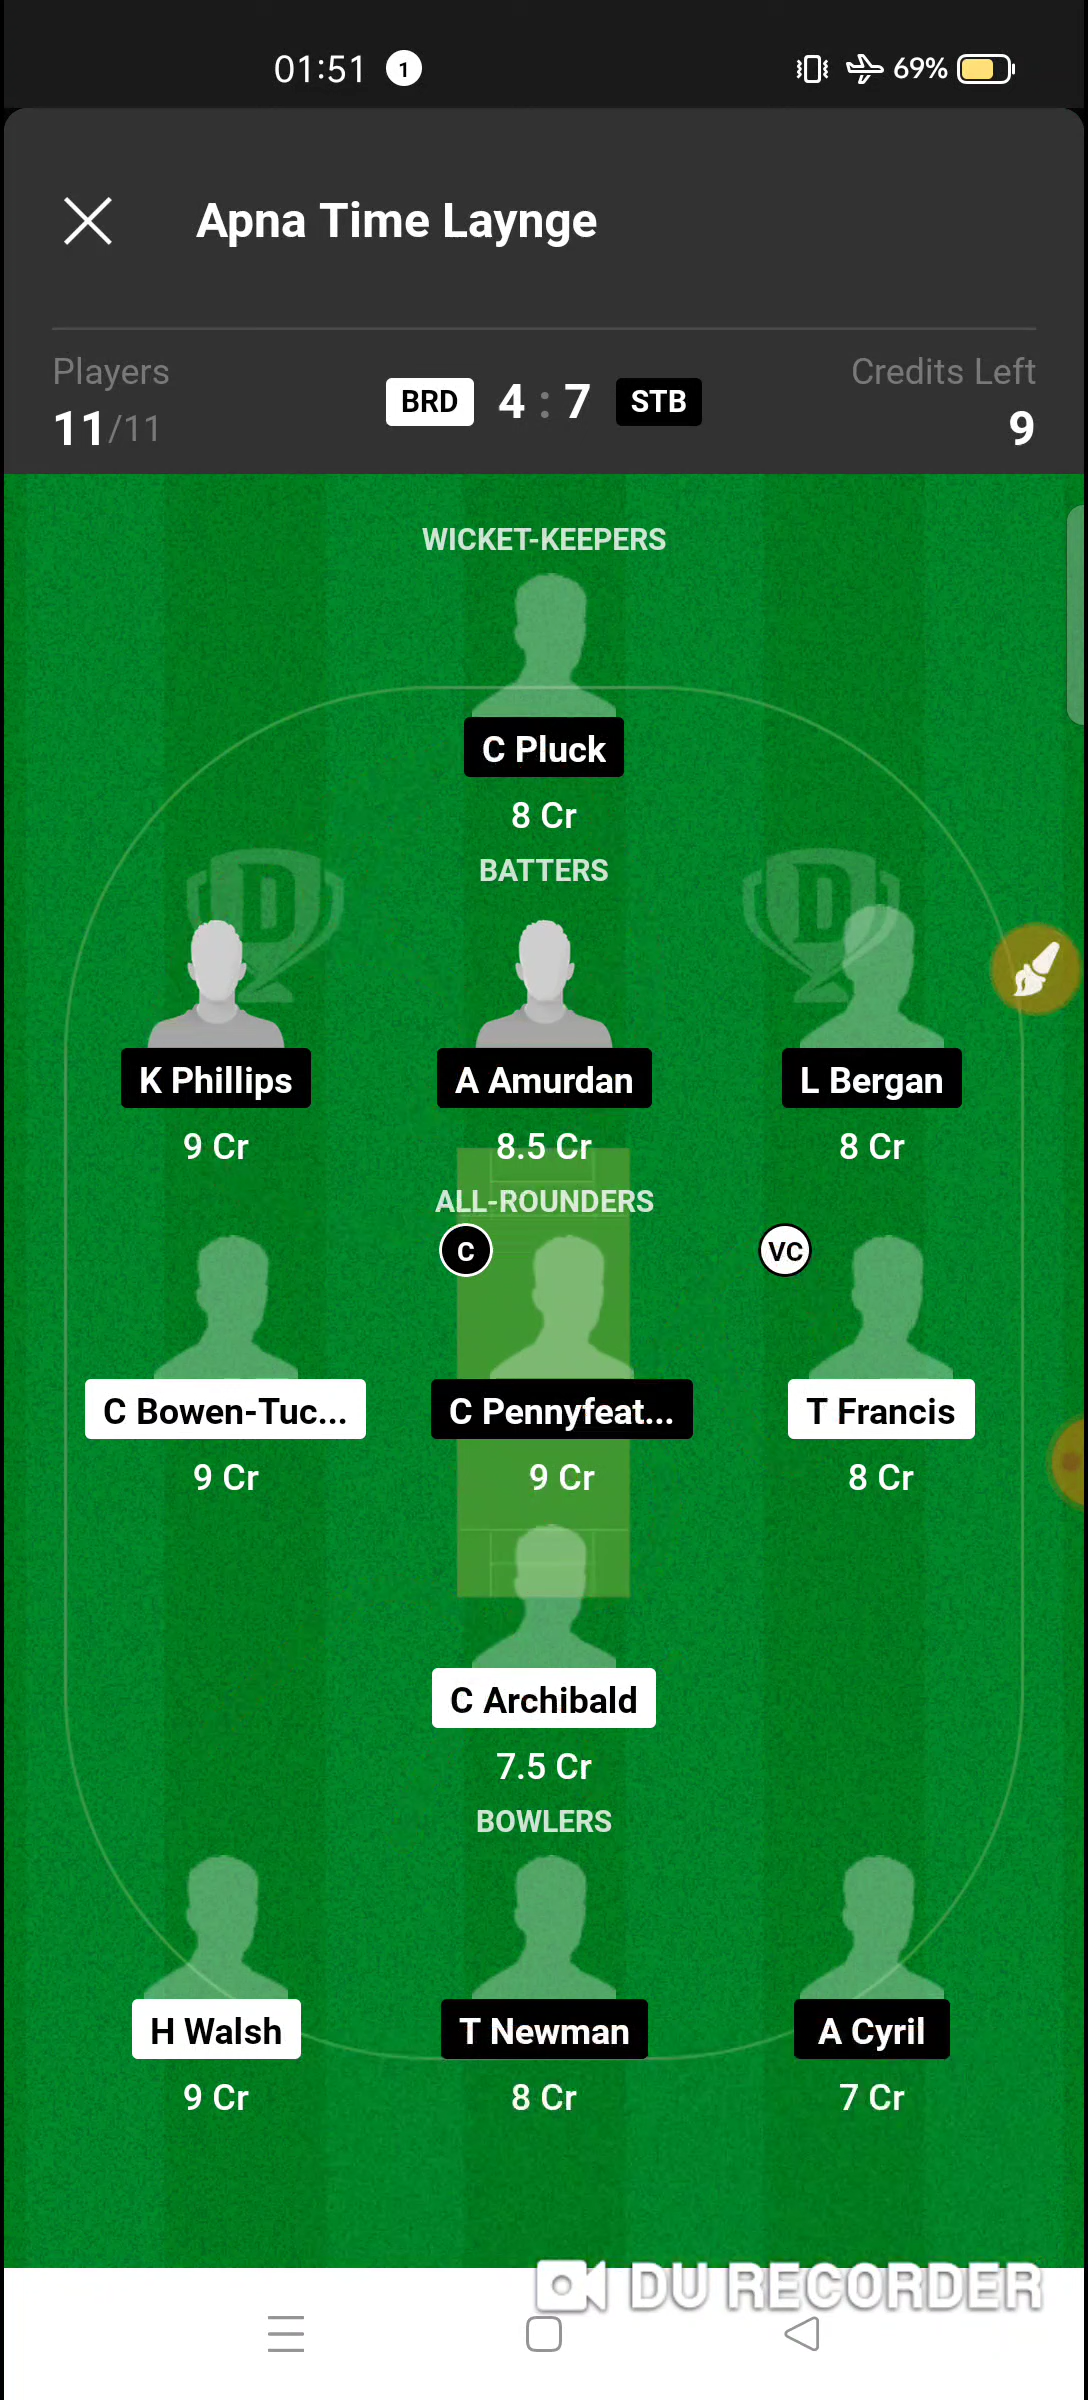 01:51 1 69%
Apna Time Laynge
Players
11/11
BRD 4 : 7 STB
Credits Left
9
WICKET-KEEPERS
C Pluck
8 Cr
BATTERS
D D
K Phillips A Amurdan L Bergan
9 Cr 8.5 Cr 8 Cr
ALL-ROUNDERS
C VC
C Bowen-Tuc... C Pennyfeat... T Francis
9 Cr 9 Cr 8 Cr
C Archibald
7.5 Cr
BOWLERS
H Walsh T Newman A Cyril
9 Cr 8 Cr 7 Cr
DU RECORDER